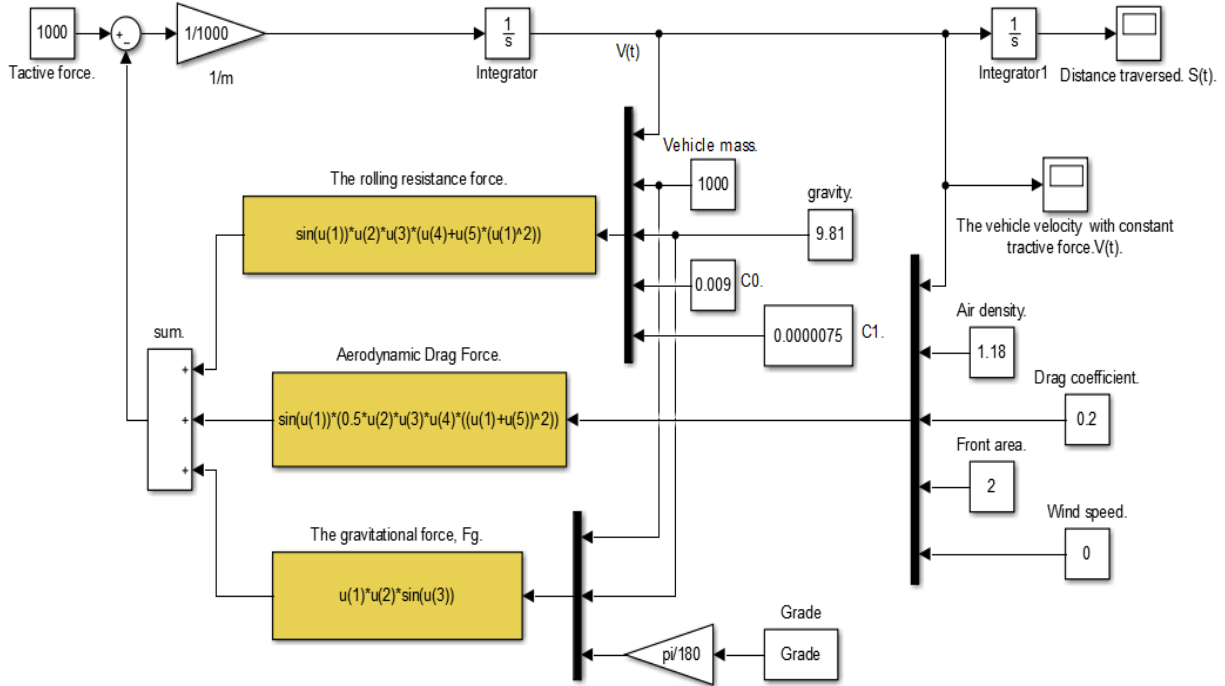 1000
Tactive force.
+
−
1/1000
1/m
1
s
Integrator
V(t)
1
s
Integrator1
Distance traversed. S(t).
Vehicle mass.
1000
gravity.
9.81
The vehicle velocity with constant
tractive force.V(t).
The rolling resistance force.
sin(u(1))*u(2)*u(3)*(u(4)+u(5)*(u(1)^2))
0.009
C0.
0.0000075
C1.
Air density.
1.18
Drag coefficient.
0.2
Front area.
2
Wind speed.
0
sum.
+
+
+
Aerodynamic Drag Force.
sin(u(1))*(0.5*u(2)*u(3)*u(4)*((u(1)+u(5))^2))
The gravitational force, Fg.
u(1)*u(2)*sin(u(3))
pi/180
Grade
Grade